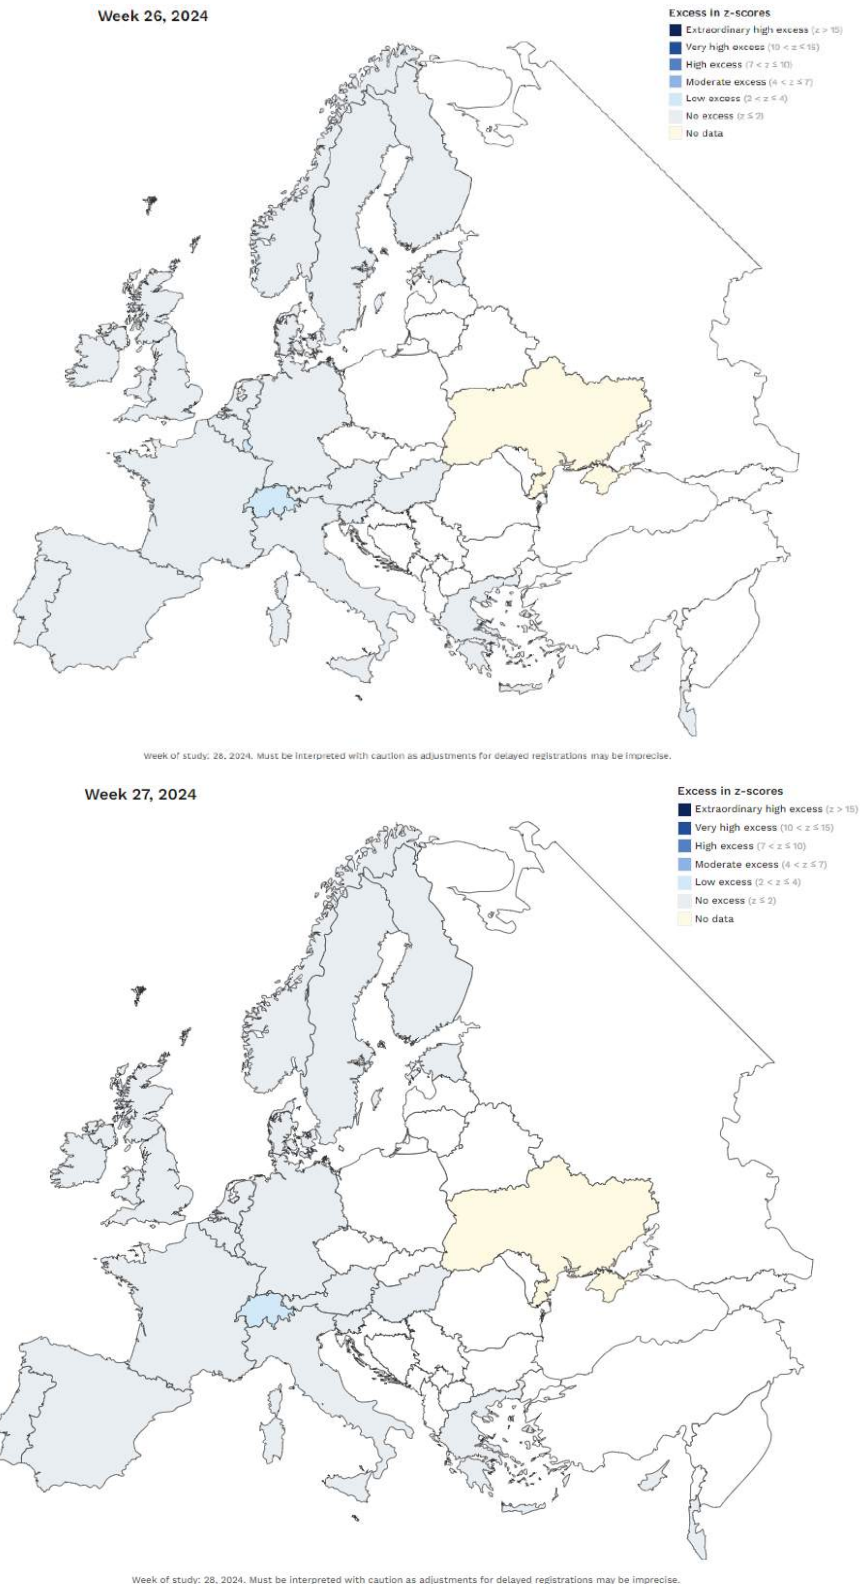 Week 26, 2024
Excess in z-scores
Extraordinary high excess (z > 15)
Very high excess (10 < z ≤ 15)
High excess (7 < z ≤ 10)
Moderate excess (4 < z ≤ 7)
Low excess (2 < z ≤ 4)
No excess (z ≤ 2)
No data
Week of study: 28, 2024. Must be interpreted with caution as adjustments for delayed registrations may be imprecise.
Week 27, 2024
Excess in z-scores
Extraordinary high excess (z > 15)
Very high excess (10 < z ≤ 15)
High excess (7 < z ≤ 10)
Moderate excess (4 < z ≤ 7)
Low excess (2 < z ≤ 4)
No excess (z ≤ 2)
No data
Week of study: 28, 2024. Must be interpreted with caution as adjustments for delayed registrations may be imprecise.